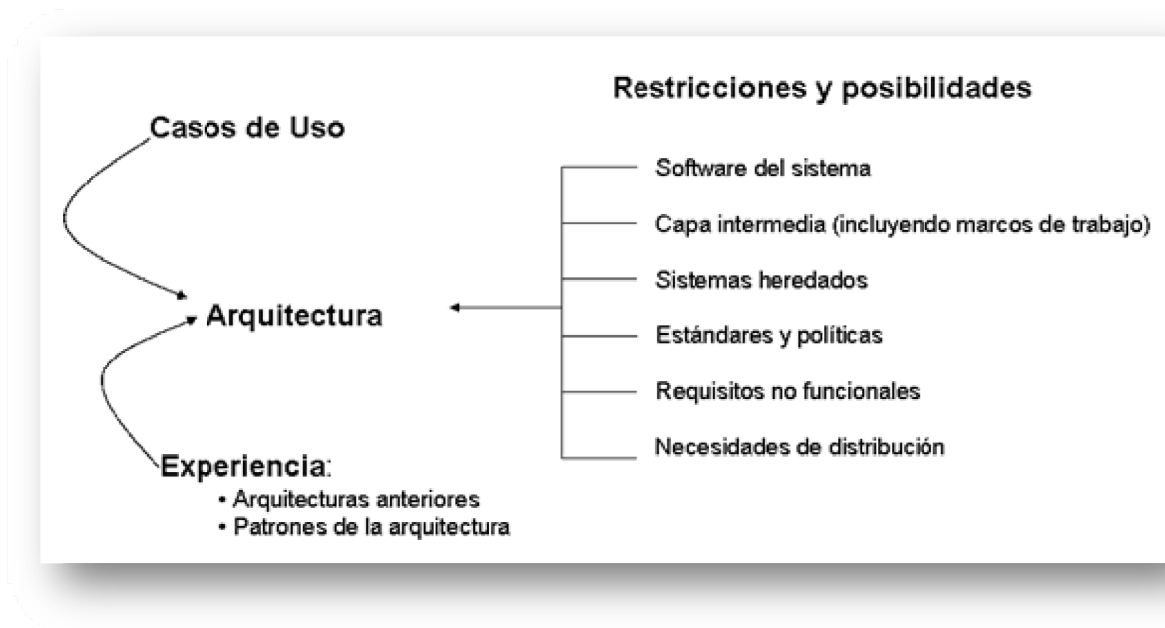 Restricciones y posibilidades
Casos de Uso
Software del sistema
Capa intermedia (incluyendo marcos de trabajo)
Sistemas heredados
Arquitectura
Estándares y políticas
Requisitos no funcionales
Necesidades de distribución
Experiencia:
• Arquitecturas anteriores
• Patrones de la arquitectura